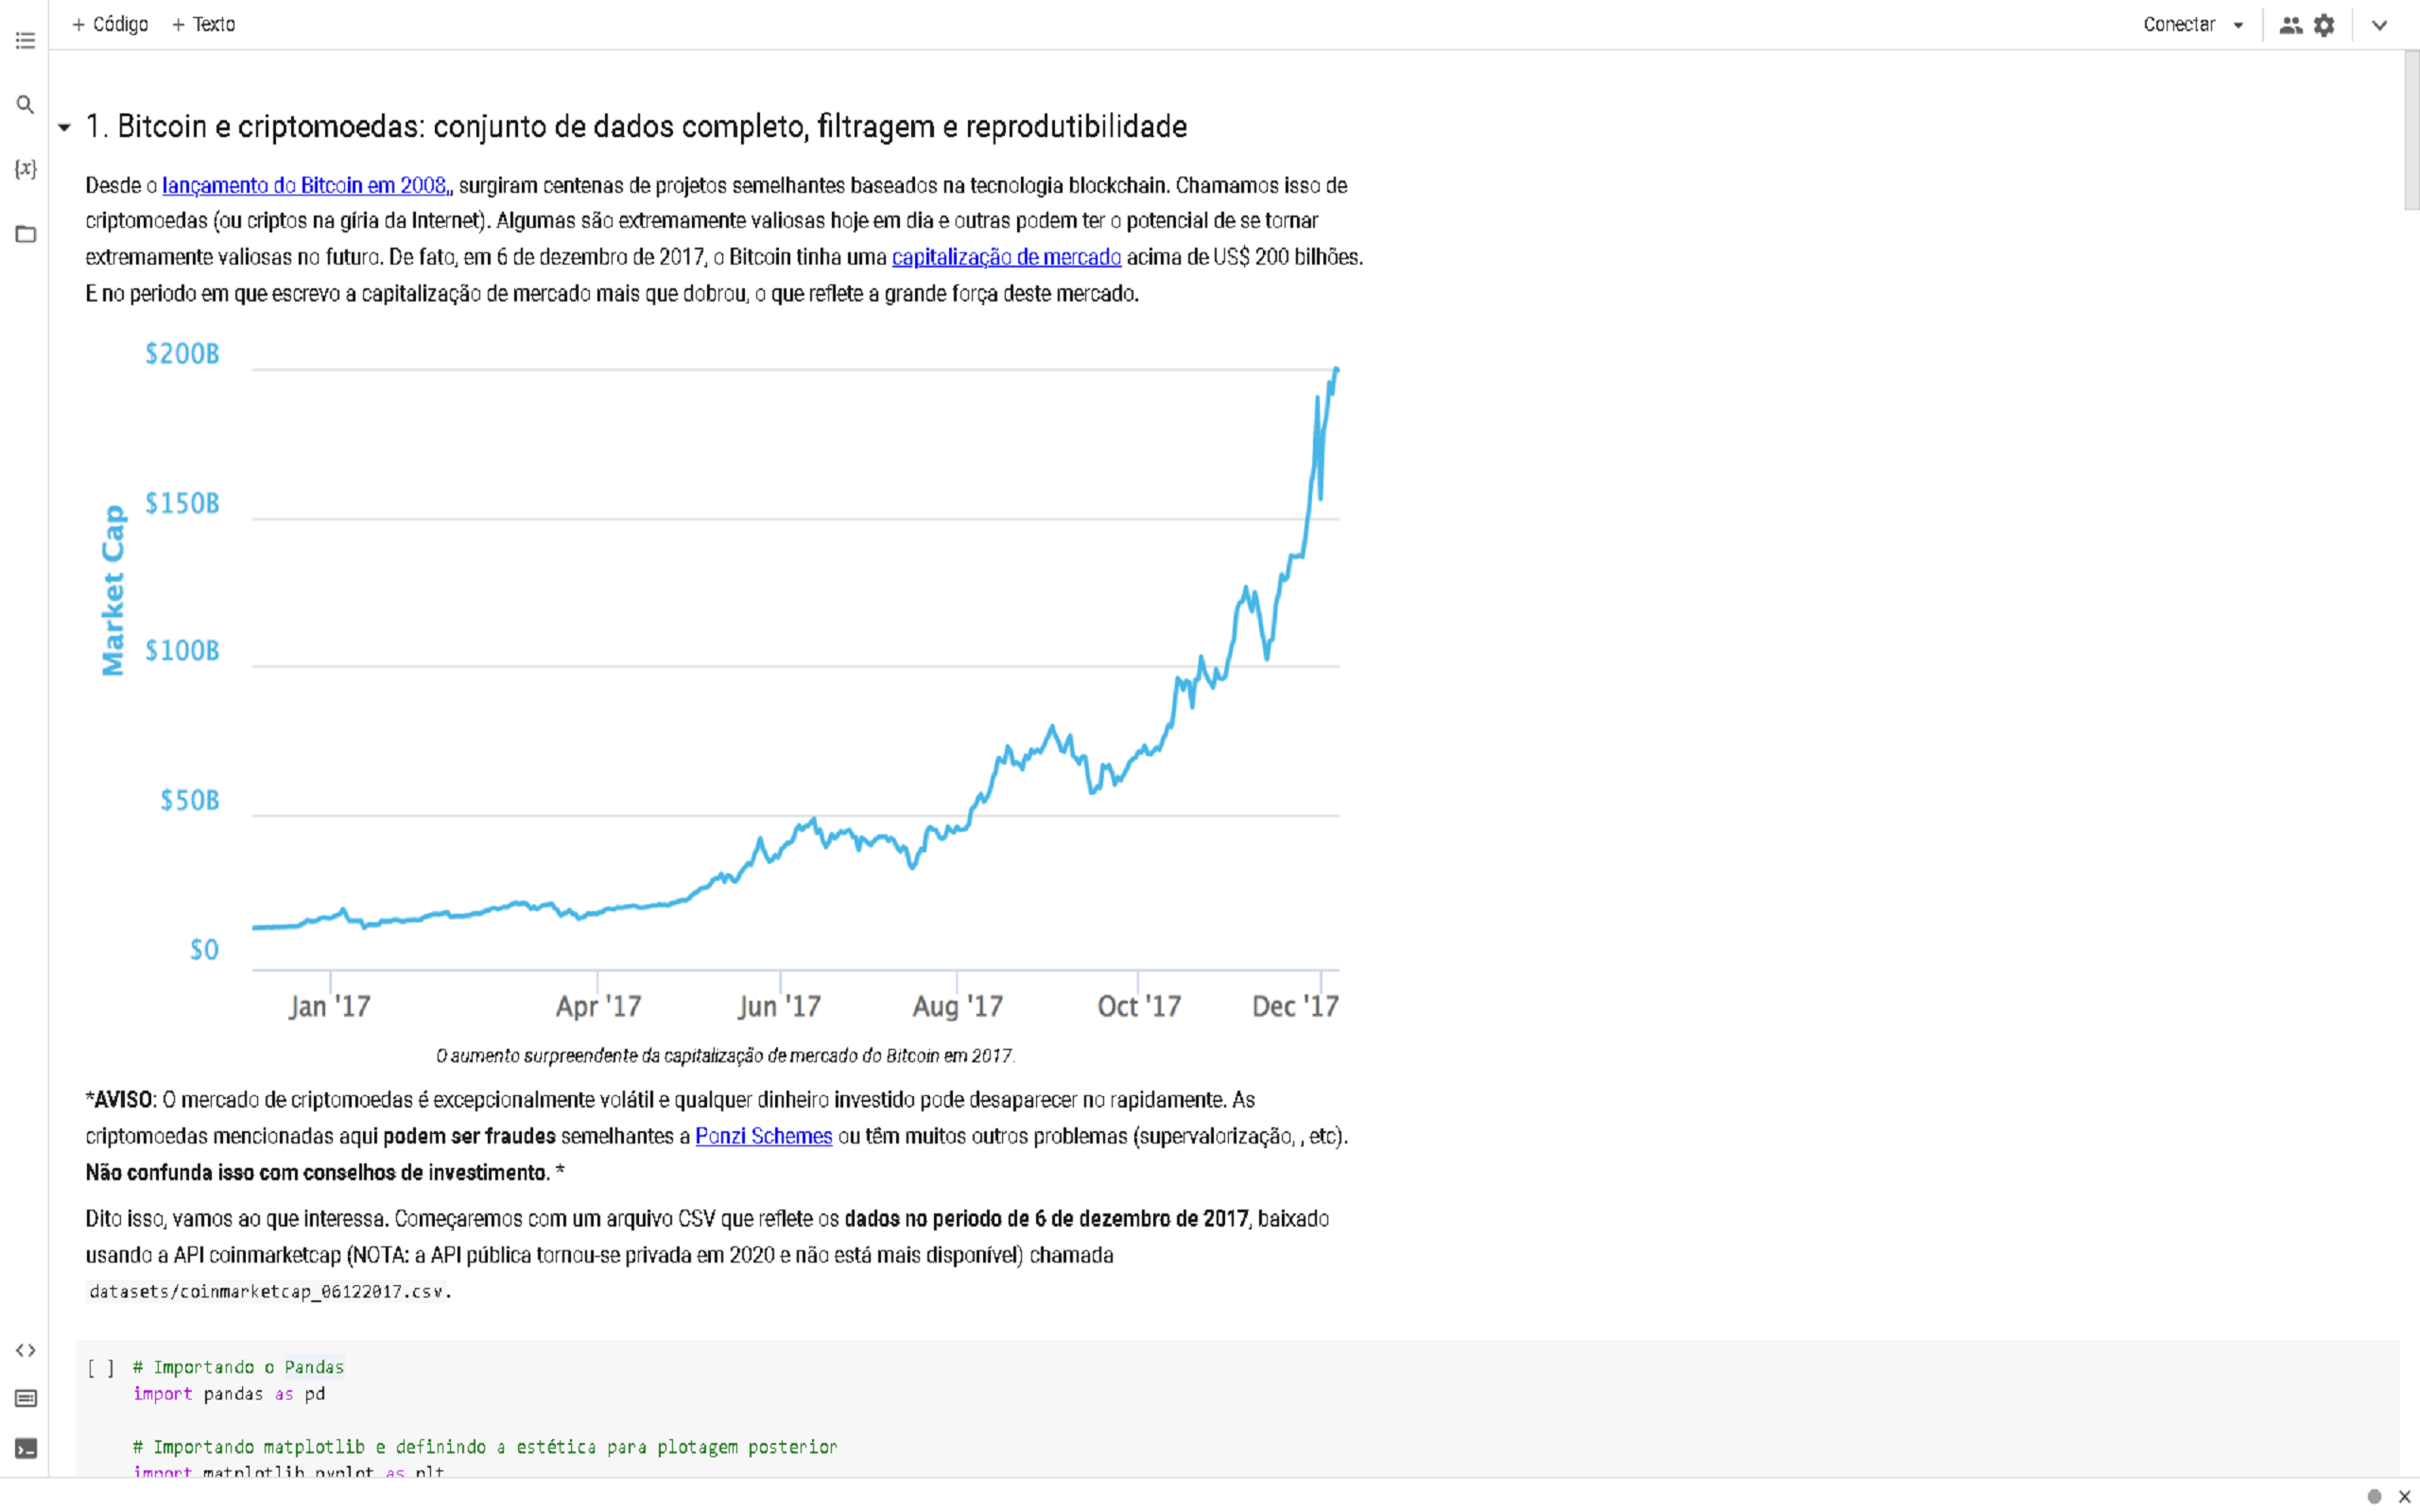 + Código + Texto
Conectar
1. Bitcoin e criptomoedas: conjunto de dados completo, filtragem e reprodutibilidade
{x}
Desde o lançamento do Bitcoin em 2008,, surgiram centenas de projetos semelhantes baseados na tecnologia blockchain. Chamamos isso de
criptomoedas (ou criptos na gíria da Internet). Algumas são extremamente valiosas hoje em dia e outras podem ter o potencial de se tornar
extremamente valiosas no futuro. De fato, em 6 de dezembro de 2017, o Bitcoin tinha uma capitalização de mercado acima de US$ 200 bilhões.
E no periodo em que escrevo a capitalização de mercado mais que dobrou, o que reflete a grande força deste mercado.
$200B
$150B
Market Cap
$100B
$50B
$0
Jan '17 Apr '17 Jun '17 Aug '17 Oct '17 Dec '17
O aumento surpreendente da capitalização de mercado do Bitcoin em 2017.
*AVISO: O mercado de criptomoedas é excepcionalmente volátil e qualquer dinheiro investido pode desaparecer no rapidamente. As
criptomoedas mencionadas aqui podem ser fraudes semelhantes a Ponzi Schemes ou têm muitos outros problemas (supervalorização, , etc).
Não confunda isso com conselhos de investimento. *
Dito isso, vamos ao que interessa. Começaremos com um arquivo CSV que reflete os dados no periodo de 6 de dezembro de 2017, baixado
usando a API coinmarketcap (NOTA: a API pública tornou-se privada em 2020 e não está mais disponível) chamada
datasets/coinmarketcap_06122017.csv.
[ ] # Importando o Pandas
import pandas as pd
# Importando matplotlib e definindo a estética para plotagem posterior
import matplotlib.pyplot as plt